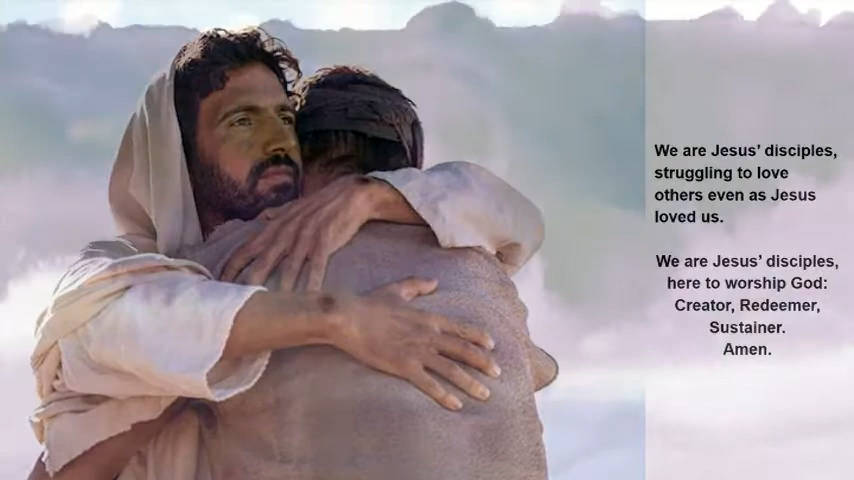 We are Jesus’ disciples,
struggling to love
others even as Jesus
loved us.
We are Jesus’ disciples,
here to worship God:
Creator, Redeemer,
Sustainer.
Amen.